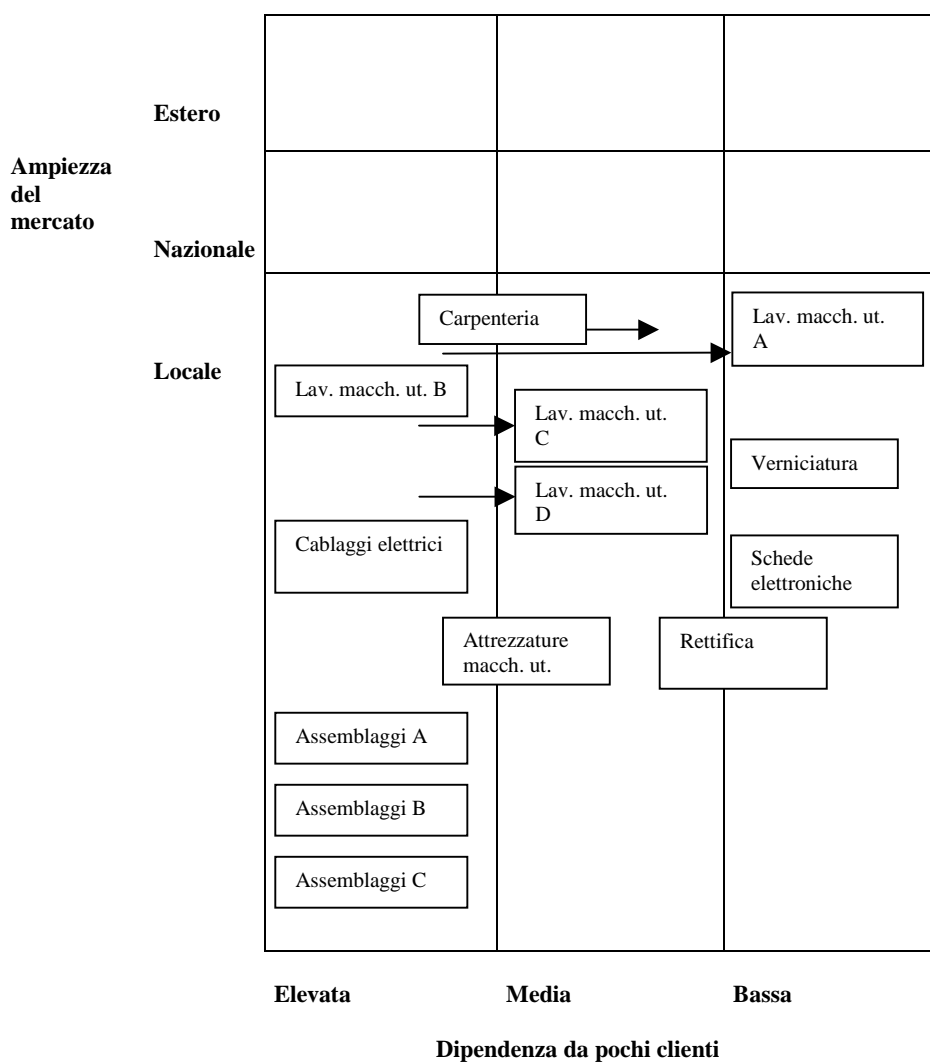 Estero
Ampiezza
del
mercato
Nazionale
Carpenteria
Lav. macch. ut.
A
Locale
Lav. macch. ut. B
Lav. macch. ut.
C
Verniciatura
Lav. macch. ut.
D
Cablaggi elettrici
Schede
elettroniche
Attrezzature
macch. ut.
Rettifica
Assemblaggi A
Assemblaggi B
Assemblaggi C
Elevata
Media
Bassa
Dipendenza da pochi clienti